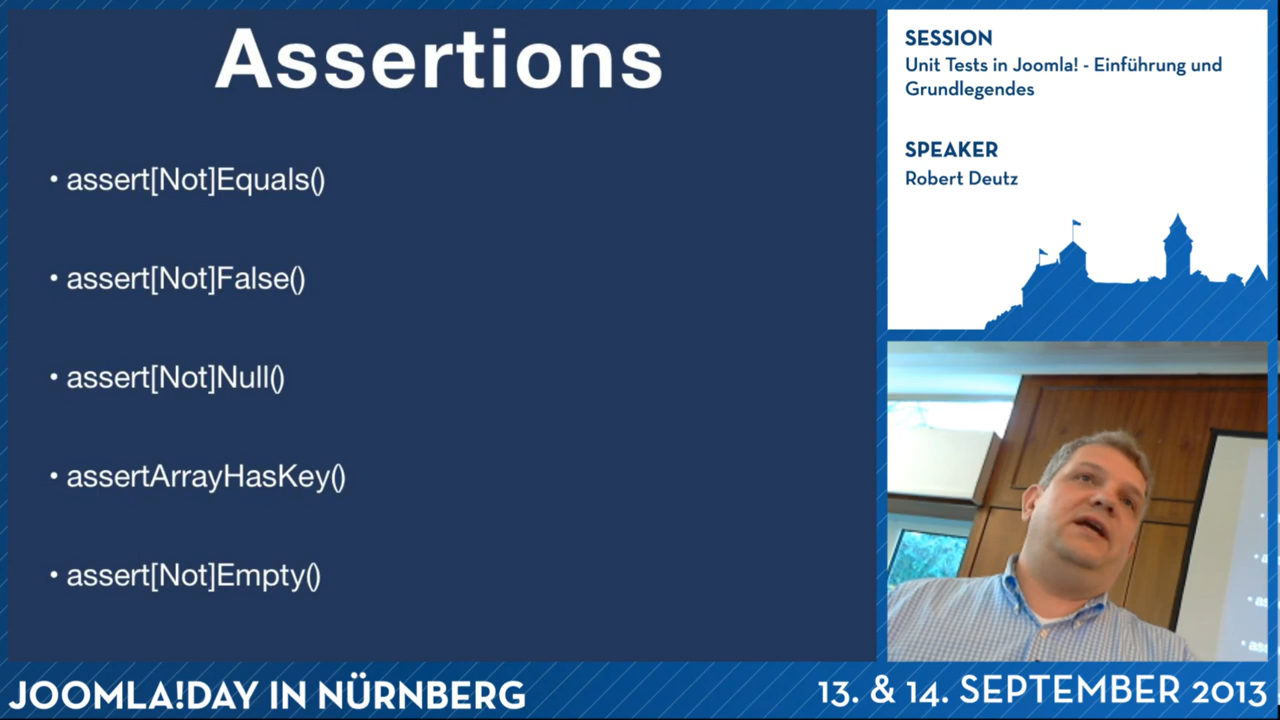 Assertions
• assert[Not]Equals()
• assert[Not]False()
• assert[Not]Null()
• assertArrayHasKey()
• assert[Not]Empty()
SESSION
Unit Tests in Joomla! - Einführung und
Grundlegendes
SPEAKER
Robert Deutz
JOOMLA!DAY IN NÜRNBERG
13. & 14. SEPTEMBER 2013